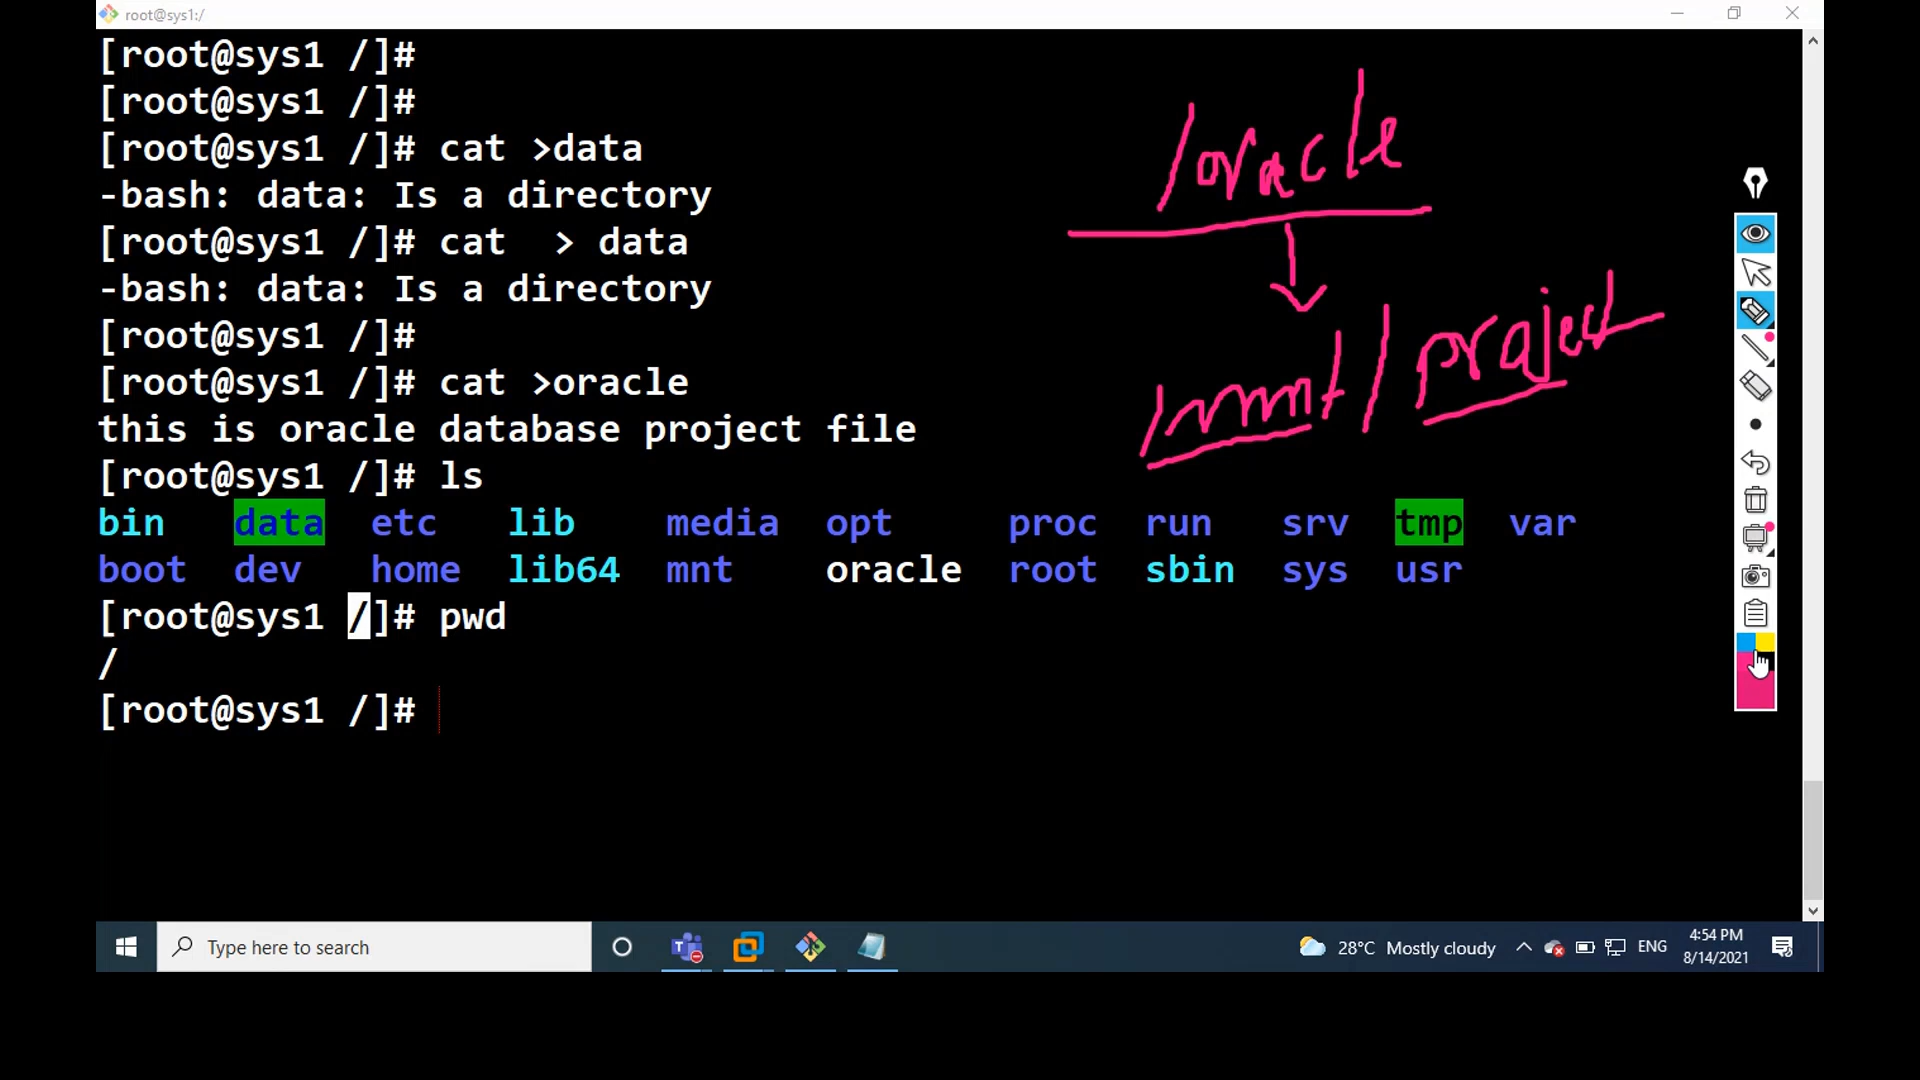 root@sys1:/
[root@sys1 /]#
[root@sys1 /]#
[root@sys1 /]# cat >data
-bash: data: Is a directory
[root@sys1 /]# cat  > data
-bash: data: Is a directory
[root@sys1 /]#
[root@sys1 /]# cat >oracle
this is oracle database project file
[root@sys1 /]# ls
bin data etc lib media opt proc run srv tmp var
boot dev home lib64 mnt oracle root sbin sys usr
[root@sys1 /]# pwd
/
[root@sys1 /]#
/oracle
/mnt/project
Type here to search
28°C Mostly cloudy
ENG
4:54 PM
8/14/2021